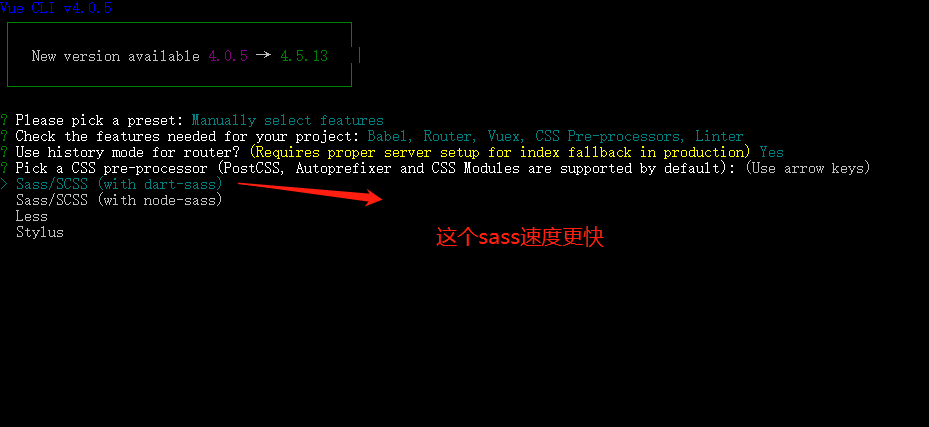 Vue CLI v4.0.5
New version available 4.0.5 → 4.5.13
? Please pick a preset: Manually select features
? Check the features needed for your project: Babel, Router, Vuex, CSS Pre-processors, Linter
? Use history mode for router? (Requires proper server setup for index fallback in production) Yes
? Pick a CSS pre-processor (PostCSS, Autoprefixer and CSS Modules are supported by default): (Use arrow keys)
> Sass/SCSS (with dart-sass)
Sass/SCSS (with node-sass)
Less
Stylus
这个sass速度更快